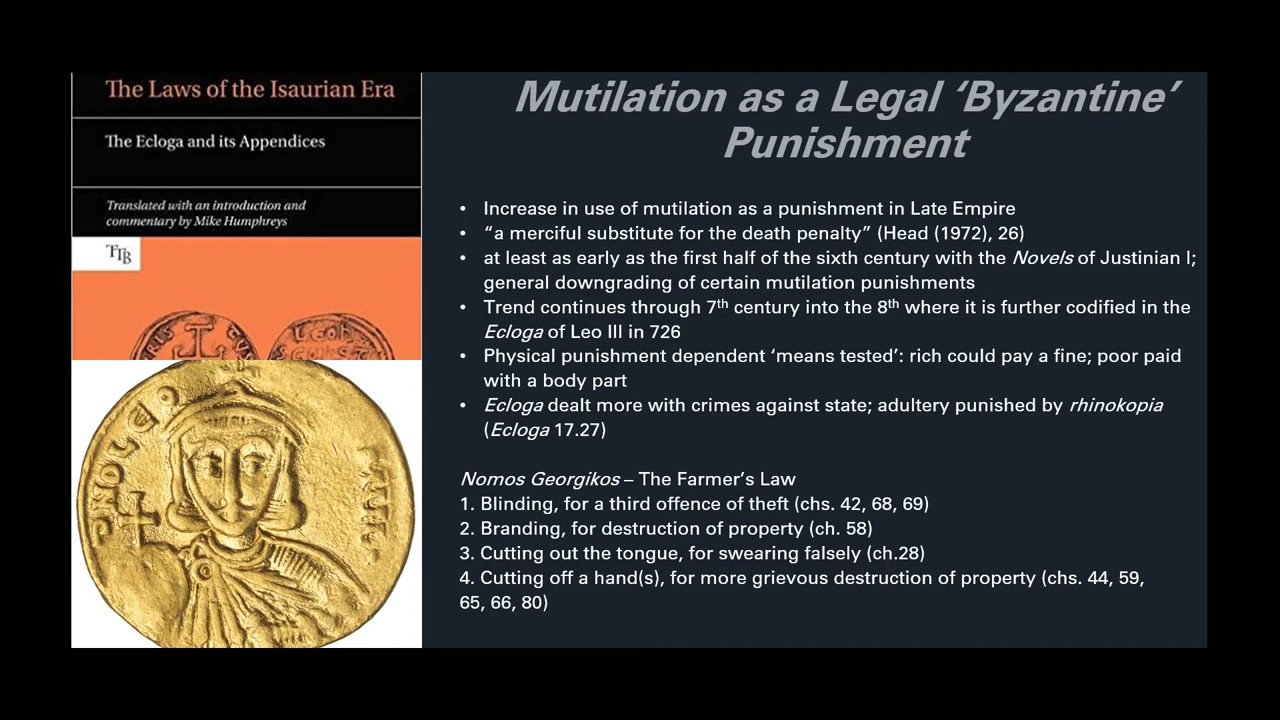 The Laws of the Isaurian Era
The Ecloga and its Appendices
Translated with an introduction and
commentary by Mike Humphreys
TTB
Mutilation as a Legal ‘Byzantine’
Punishment
• Increase in use of mutilation as a punishment in Late Empire
• “a merciful substitute for the death penalty” (Head (1972), 26)
• at least as early as the first half of the sixth century with the Novels of Justinian I;
general downgrading of certain mutilation punishments
• Trend continues through 7th century into the 8th where it is further codified in the
Ecloga of Leo III in 726
• Physical punishment dependent ‘means tested’: rich could pay a fine; poor paid
with a body part
• Ecloga dealt more with crimes against state; adultery punished by rhinokopia
(Ecloga 17.27)
Nomos Georgikos – The Farmer’s Law
1. Blinding, for a third offence of theft (chs. 42, 68, 69)
2. Branding, for destruction of property (ch. 58)
3. Cutting out the tongue, for swearing falsely (ch.28)
4. Cutting off a hand(s), for more grievous destruction of property (chs. 44, 59,
65, 66, 80)